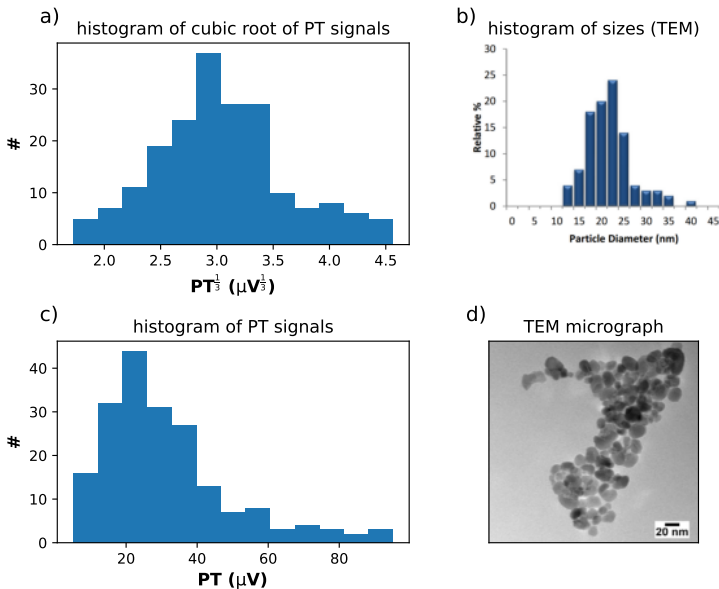 a)
histogram of cubic root of PT signals
#
30
20
10
0
2.0 2.5 3.0 3.5 4.0 4.5
PT^1/3 (μV^1/3)
b)
histogram of sizes (TEM)
Relative %
30
25
20
15
10
5
0
0 5 10 15 20 25 30 35 40 45
Particle Diameter (nm)
c)
histogram of PT signals
#
40
30
20
10
0
20 40 60 80
PT (μV)
d)
TEM micrograph
20 nm